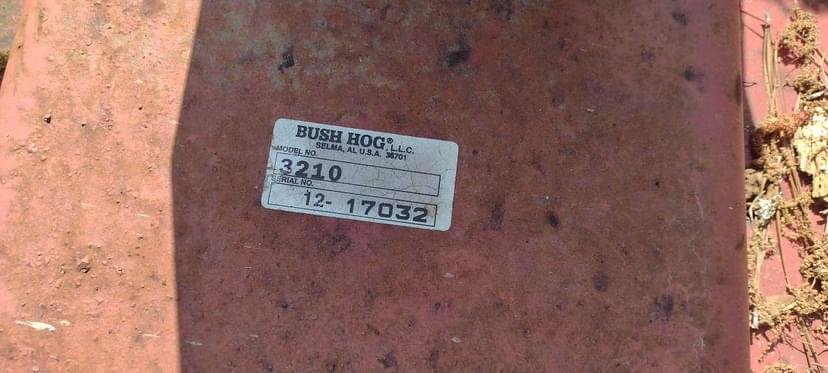 BUSH HOG® L.L.C.
SELMA, AL U.S.A. 36701
MODEL NO.
3210
SERIAL NO.
12- 17032